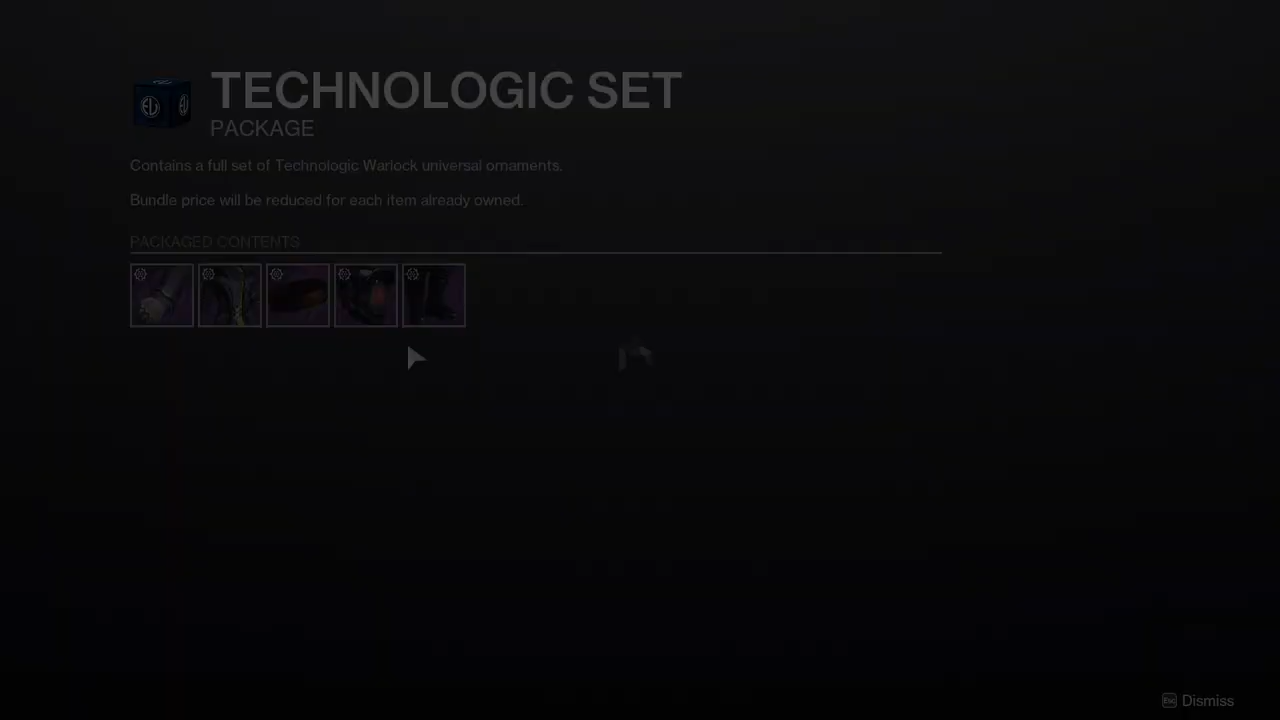 TECHNOLOGIC SET
PACKAGE
Contains a full set of Technologic Warlock universal ornaments.
Bundle price will be reduced for each item already owned.
PACKAGED CONTENTS
Esc Dismiss